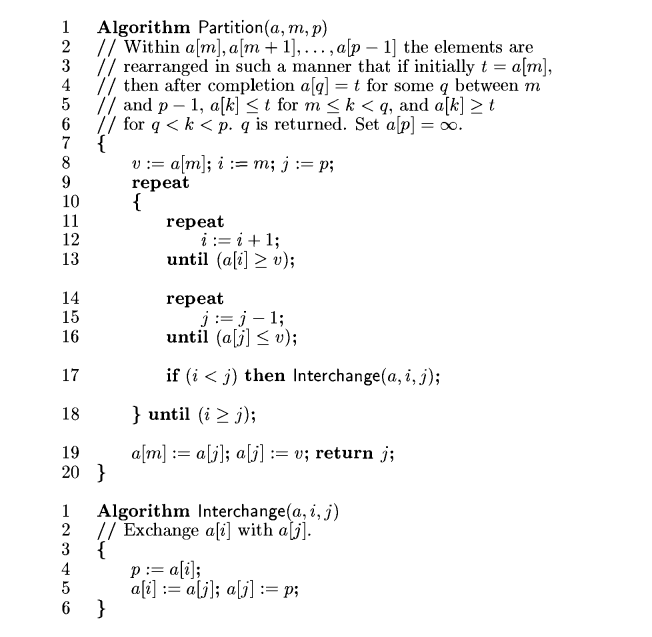 1 Algorithm Partition(a, m, p)
2 // Within a[m], a[m + 1], . . . , a[p − 1] the elements are
3 // rearranged in such a manner that if initially t = a[m],
4 // then after completion a[q] = t for some q between m
5 // and p − 1, a[k] ≤ t for m ≤ k < q, and a[k] ≥ t
6 // for q < k < p. q is returned. Set a[p] = ∞.
7 {
8 v := a[m]; i := m; j := p;
9 repeat
10 {
11 repeat
12 i := i + 1;
13 until (a[i] ≥ v);
14 repeat
15 j := j − 1;
16 until (a[j] ≤ v);
17 if (i < j) then Interchange(a, i, j);
18 } until (i ≥ j);
19 a[m] := a[j]; a[j] := v; return j;
20 }
1 Algorithm Interchange(a, i, j)
2 // Exchange a[i] with a[j].
3 {
4 p := a[i];
5 a[i] := a[j]; a[j] := p;
6 }